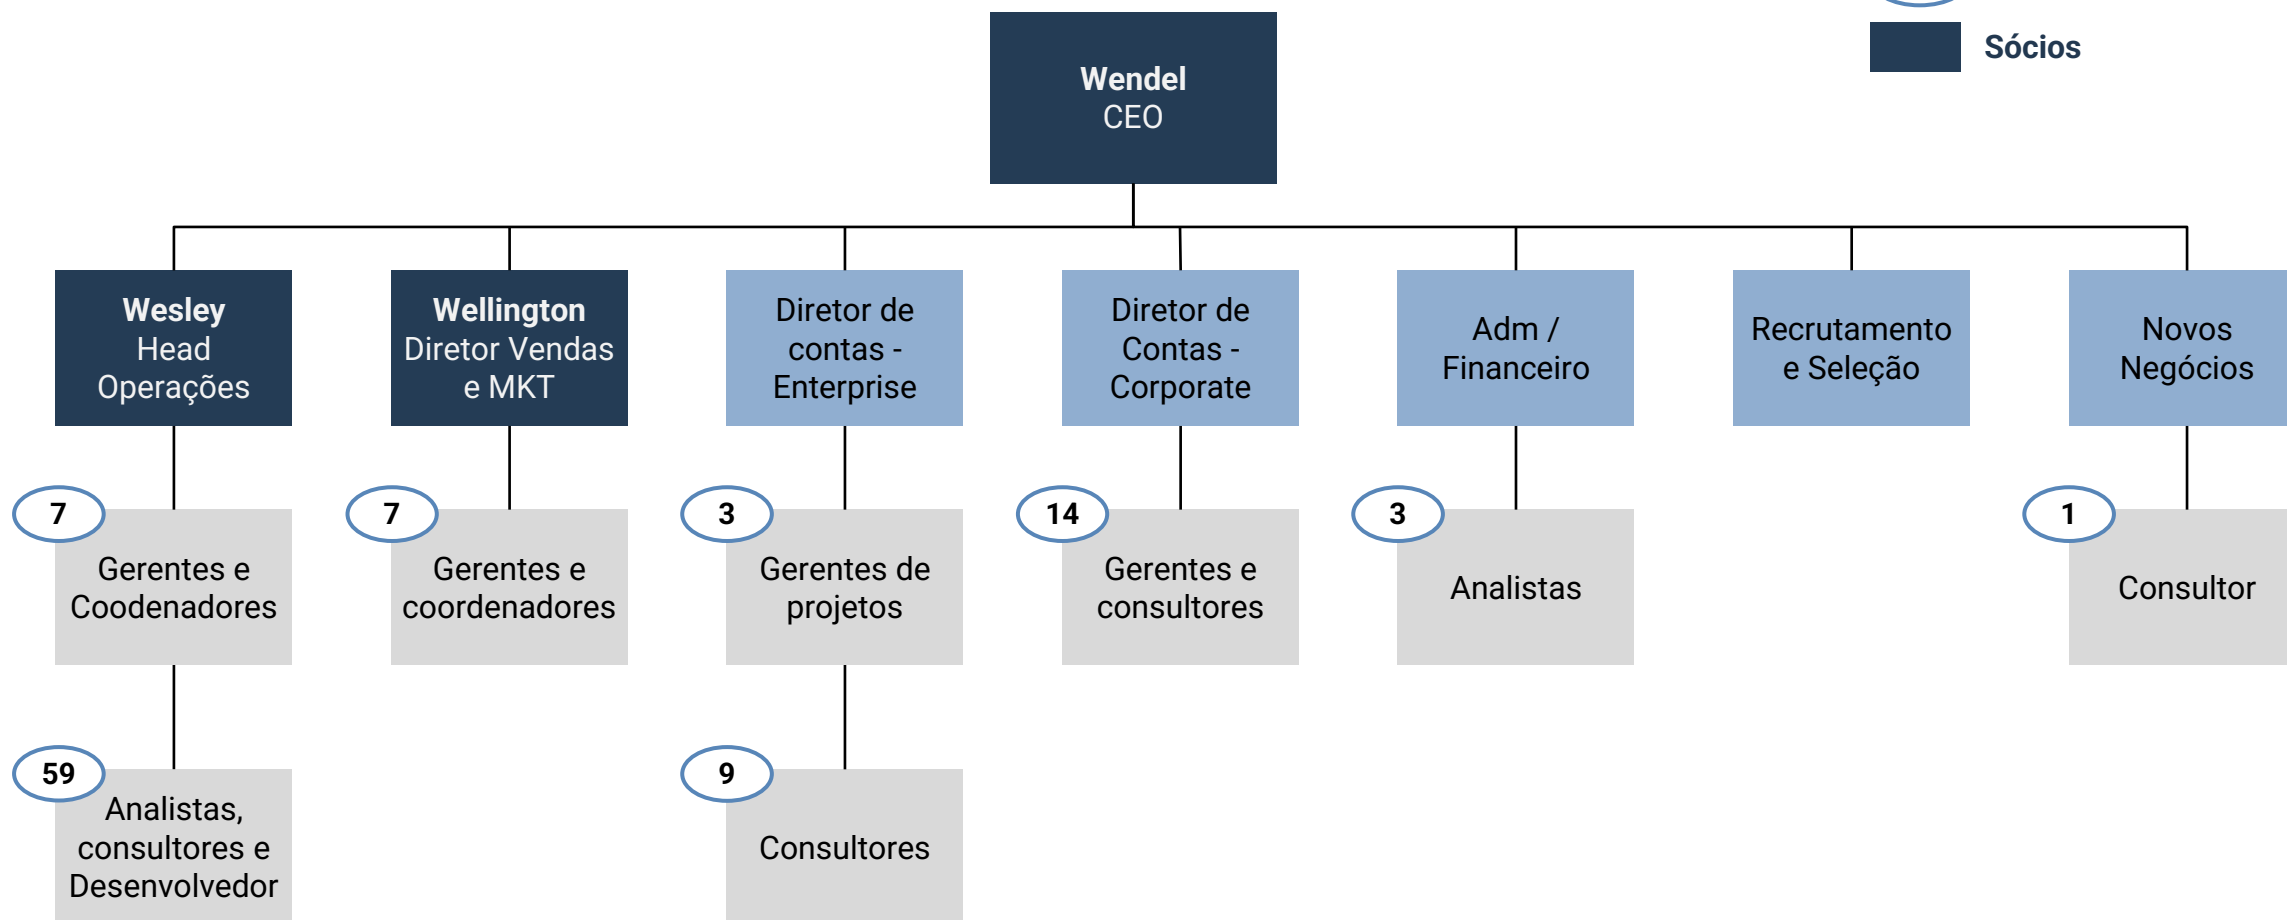 Sócios
Wendel
CEO
Wesley
Head
Operações
Wellington
Diretor Vendas
e MKT
Diretor de
contas -
Enterprise
Diretor de
Contas -
Corporate
Adm /
Financeiro
Recrutamento
e Seleção
Novos
Negócios
7
Gerentes e
Coodenadores
7
Gerentes e
coordenadores
3
Gerentes de
projetos
14
Gerentes e
consultores
3
Analistas
1
Consultor
59
Analistas,
consultores e
Desenvolvedor
9
Consultores